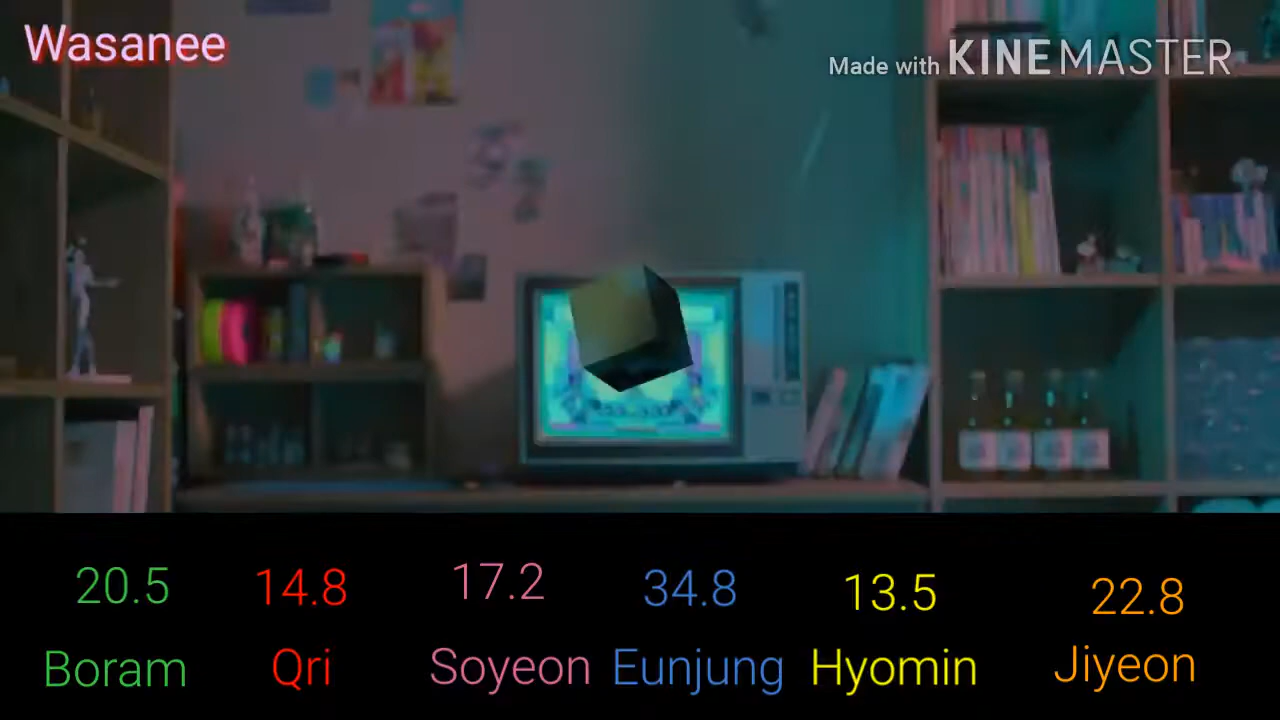 Wasanee
Made with KINEMASTER
20.5 14.8 17.2 34.8 13.5 22.8
Boram Qri Soyeon Eunjung Hyomin Jiyeon